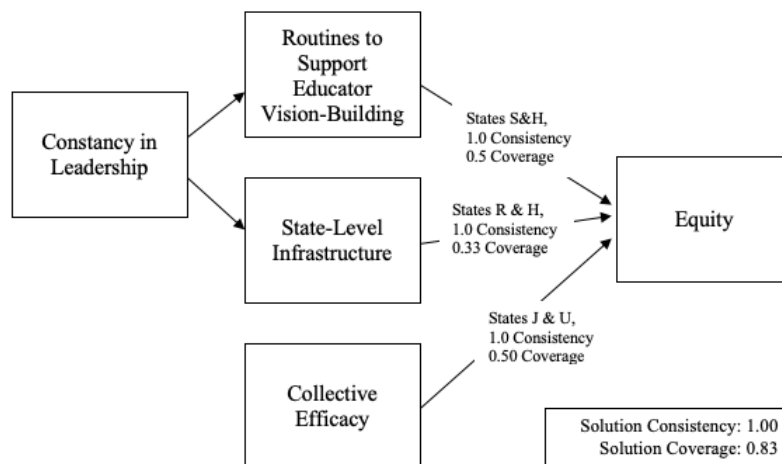 Routines to
Support
Educator
Vision-Building
Constancy in
Leadership
States S&H,
1.0 Consistency
0.5 Coverage
State-Level
Infrastructure
States R & H,
1.0 Consistency
0.33 Coverage
Equity
States J & U,
1.0 Consistency
0.50 Coverage
Collective
Efficacy
Solution Consistency: 1.00
Solution Coverage: 0.83